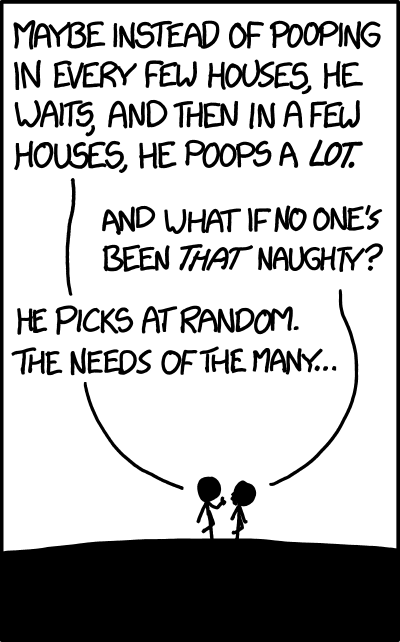 MAYBE INSTEAD OF POOPING
IN EVERY FEW HOUSES, HE
WAITS, AND THEN IN A FEW
HOUSES, HE POOPS A LOT.
AND WHAT IF NO ONE'S
BEEN THAT NAUGHTY?
HE PICKS AT RANDOM.
THE NEEDS OF THE MANY...